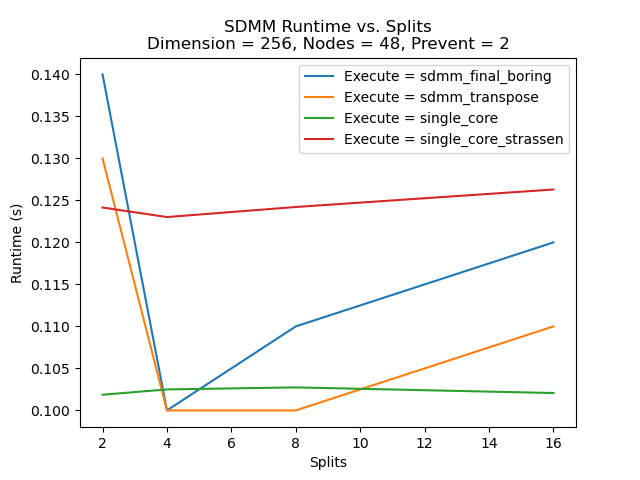 SDMM Runtime vs. Splits
Dimension = 256, Nodes = 48, Prevent = 2
Execute = sdmm_final_boring
Execute = sdmm_transpose
Execute = single_core
Execute = single_core_strassen
Runtime (s)
0.140
0.135
0.130
0.125
0.120
0.115
0.110
0.105
0.100
2 4 6 8 10 12 14 16
Splits